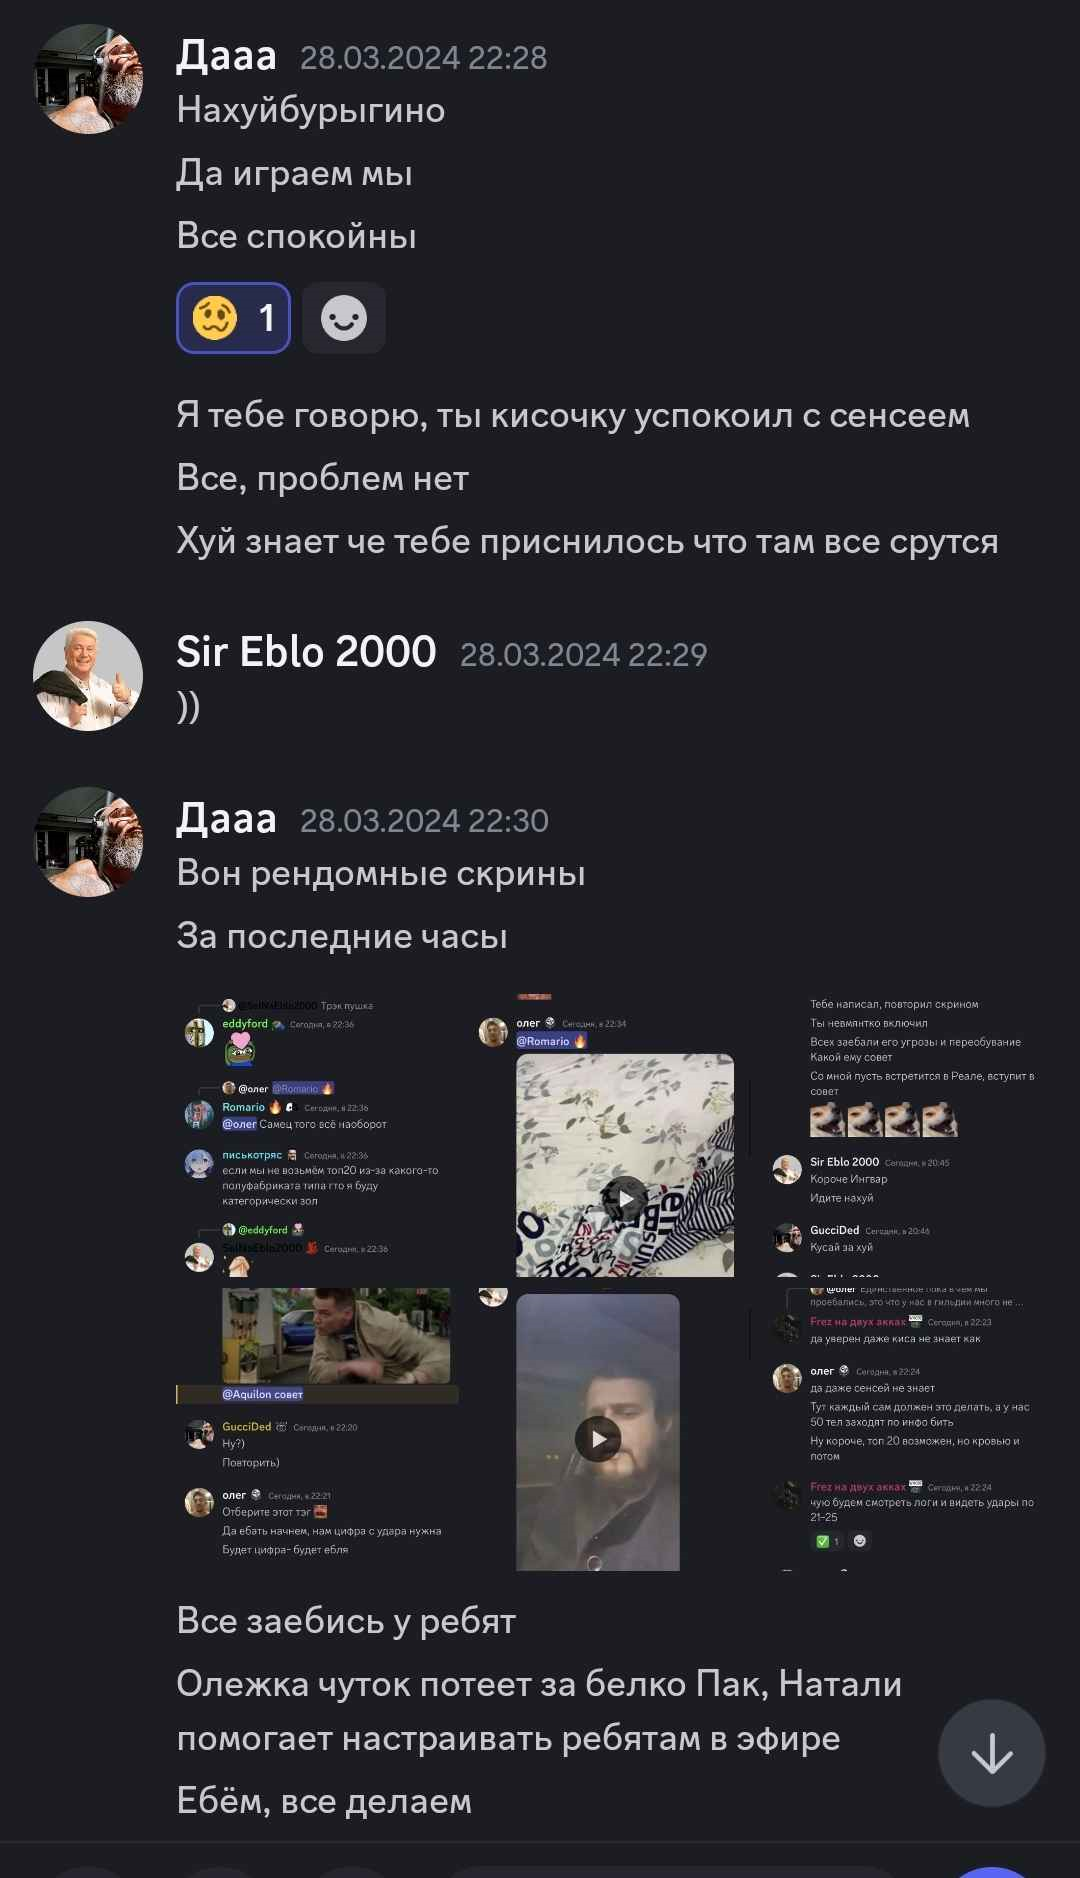 Дааа 28.03.2024 22:28
Нахуйбурыгино
Да играем мы
Все спокойны
1
Я тебе говорю, ты кисочку успокоил с сенсеем
Все, проблем нет
Хуй знает че тебе приснилось что там все срутся
Sir Eblo 2000 28.03.2024 22:29
))
Дааа 28.03.2024 22:30
Вон рендомные скрины
За последние часы
Трэк пушка
eddyford Сегодня, в 22:36
@олег @Romario
Romario Сегодня, в 22:36
@олег Самец того всё наоборот
писькотряс Сегодня, в 22:36
если мы не возьмём топ20 из-за какого-то
полуфабриката типа гто я буду
категорически зол
@eddyford
SelNaEblo2000 Сегодня, в 22:36
олег Сегодня, в 22:34
@Romario
Тебе написал, повторил скрином
Ты невмянтко включил
Всех заебали его угрозы и переобувание
Какой ему совет
Со мной пусть встретится в Реале, вступит в
совет
Sir Eblo 2000 Сегодня, в 20:45
Короче Ингвар
Идите нахуй
GucciDed Сегодня, в 20:46
Кусай за хуй
@Aquilon совет
GucciDed Сегодня, в 22:20
Ну?)
Повторить)
олег Сегодня, в 22:21
Отберите этот тэг
Да ебать начнем, нам цифра с удара нужна
Будет цифра- будет ебля
@олег Единственное пока в чем мы
проебались, это что у нас в гильдии много не ...
Frez на двух акках Сегодня, в 22:23
да уверен даже киса не знает как
олег Сегодня, в 22:24
да даже сенсей не знает
Тут каждый сам должен это делать, а у нас
50 тел заходят по инфо бить
Ну короче, топ 20 возможен, но кровью и
потом
Frez на двух акках Сегодня, в 22:24
чую будем смотреть логи и видеть удары по
21-25
1
Все заебись у ребят
Олежка чуток потеет за белко Пак, Натали
помогает настраивать ребятам в эфире
Ебём, все делаем